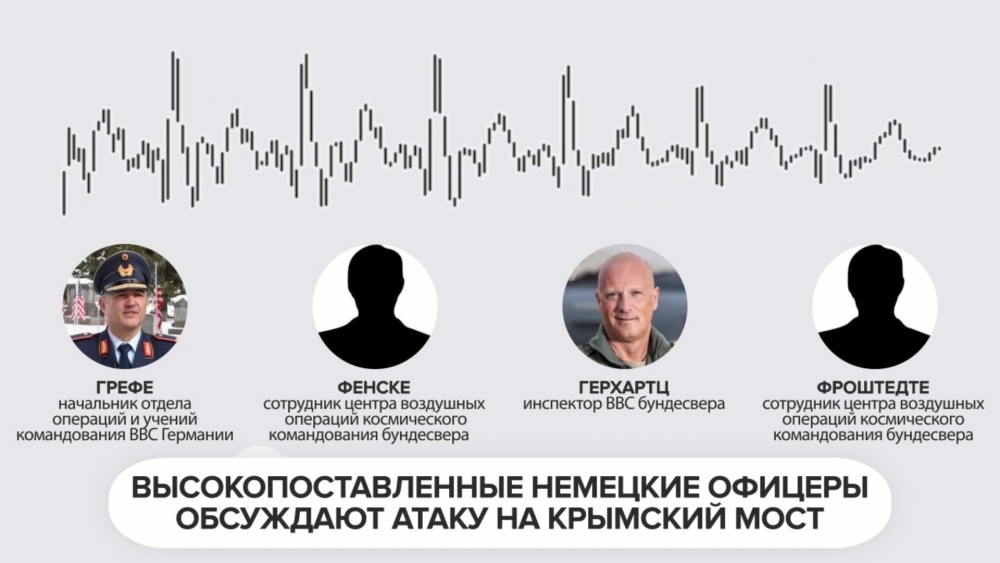 ГРЕФЕ
начальник отдела
операций и учений
командования ВВС Германии
ФЕНСКЕ
сотрудник центра воздушных
операций космического
командования бундесвера
ГЕРХАРТЦ
инспектор ВВС бундесвера
ФРОШТЕДТЕ
сотрудник центра воздушных
операций космического
командования бундесвера
ВЫСОКОПОСТАВЛЕННЫЕ НЕМЕЦКИЕ ОФИЦЕРЫ
ОБСУЖДАЮТ АТАКУ НА КРЫМСКИЙ МОСТ